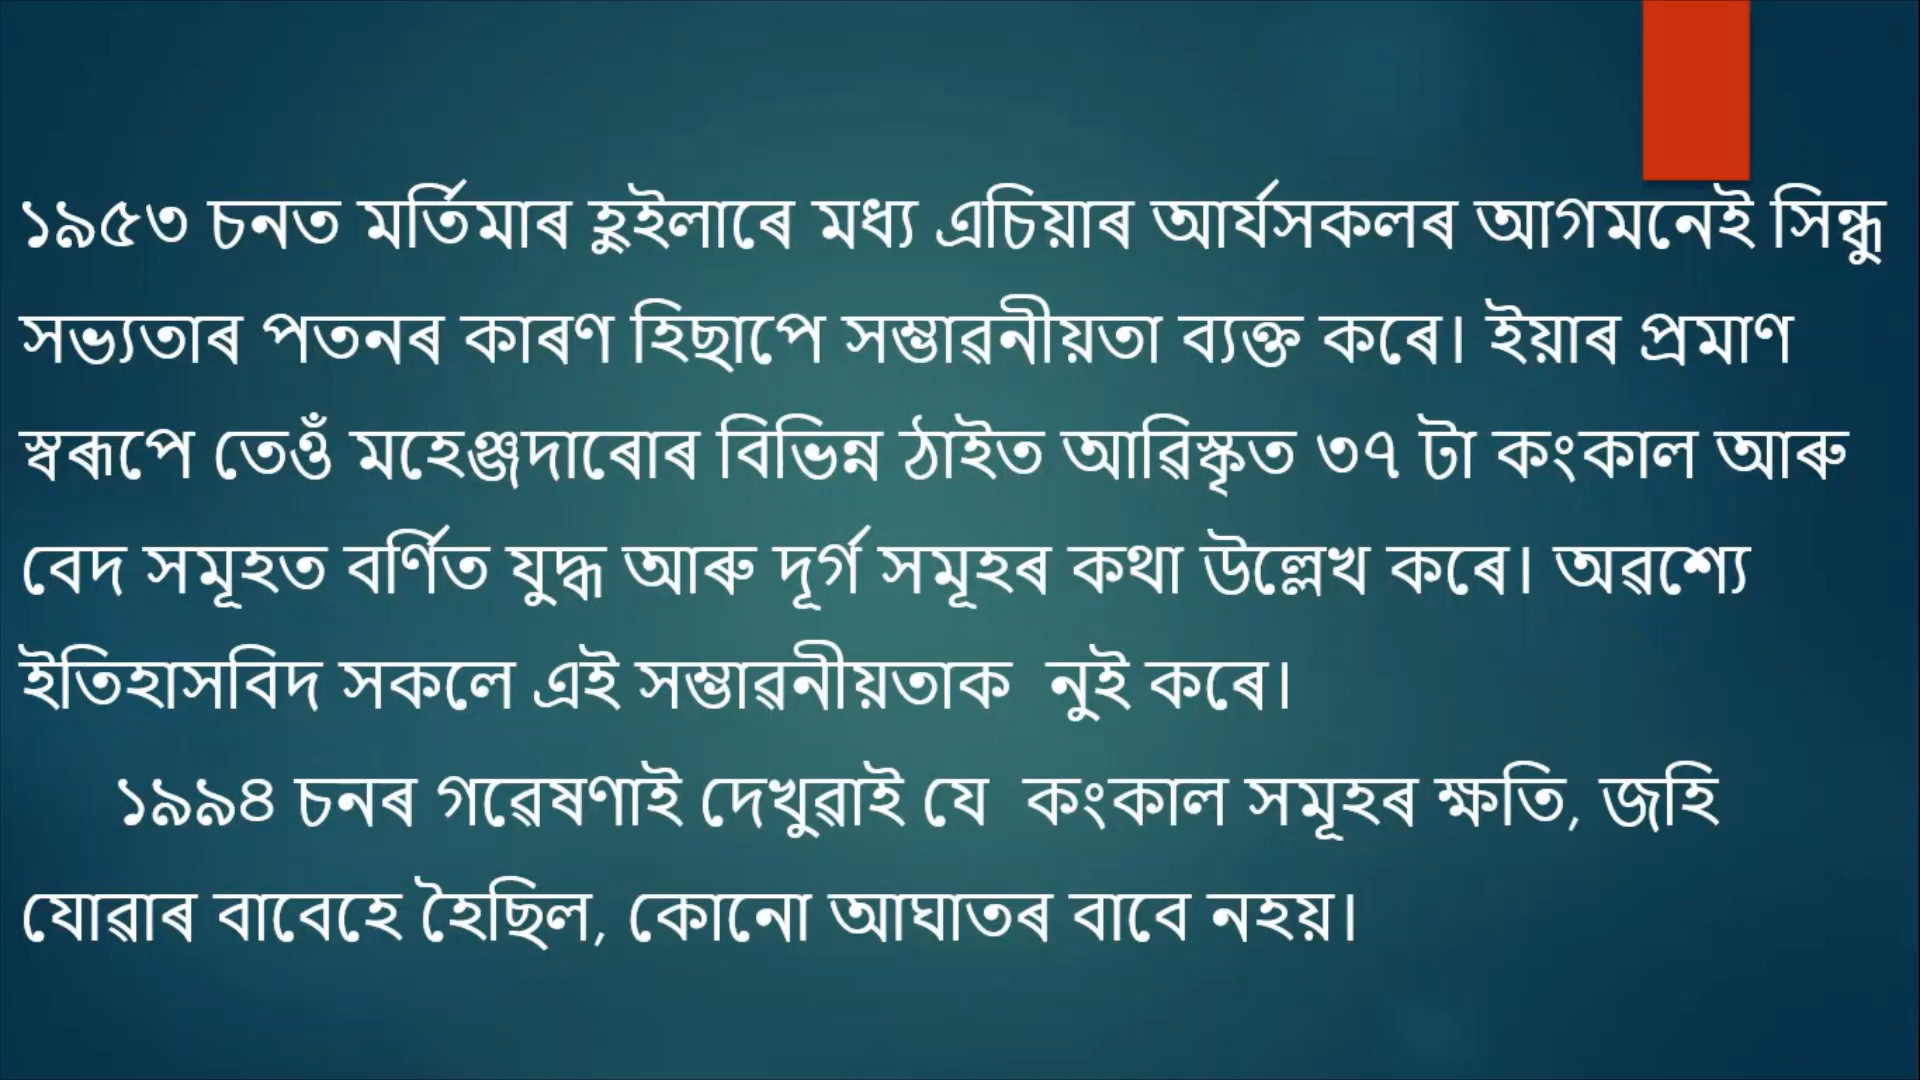 ১৯৫৩ চনত মৰ্তিমাৰ হুইলাৰে মধ্য এচিয়াৰ আৰ্যসকলৰ আগমনেই সিন্ধু
সভ্যতাৰ পতনৰ কাৰণ হিছাপে সম্ভাৱনীয়তা ব্যক্ত কৰে। ইয়াৰ প্ৰমাণ
স্বৰূপে তেওঁ মহেঞ্জদাৰোৰ বিভিন্ন ঠাইত আৱিস্কৃত ৩৭ টা কংকাল আৰু
বেদ সমূহত বৰ্ণিত যুদ্ধ আৰু দূৰ্গ সমূহৰ কথা উল্লেখ কৰে। অৱশ্যে
ইতিহাসবিদ সকলে এই সম্ভাৱনীয়তাক নুই কৰে।
১৯৯৪ চনৰ গৱেষণাই দেখুৱাই যে কংকাল সমূহৰ ক্ষতি, জহি
যোৱাৰ বাবেহে হৈছিল, কোনো আঘাতৰ বাবে নহয়।